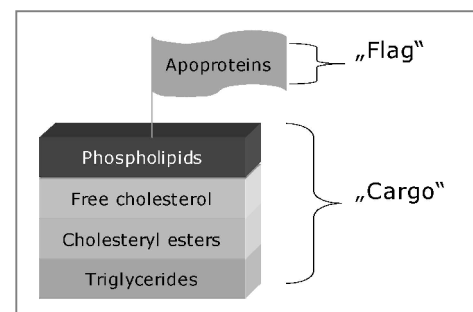 Apoproteins
„Flag“
Phospholipids
Free cholesterol
Cholesteryl esters
Triglycerides
„Cargo“